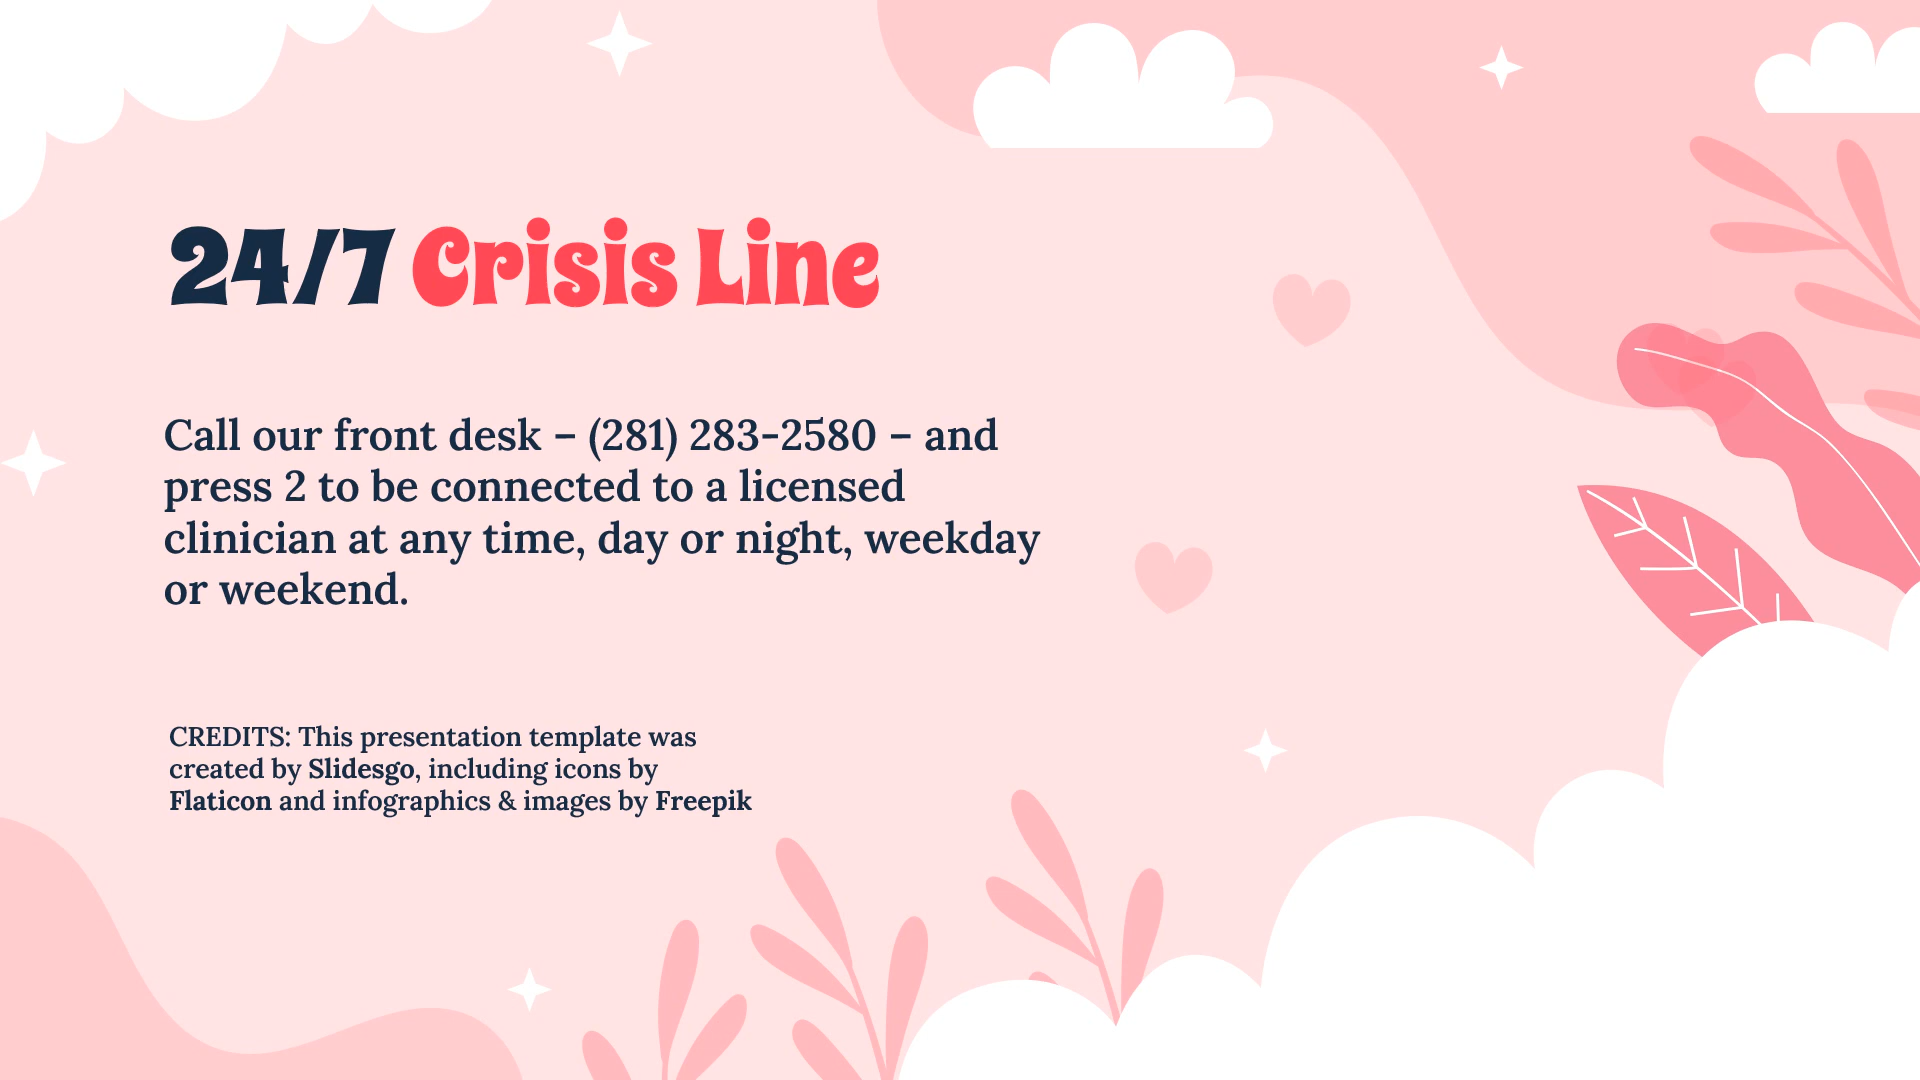 24/7 Crisis Line
Call our front desk – (281) 283-2580 – and
press 2 to be connected to a licensed
clinician at any time, day or night, weekday
or weekend.
CREDITS: This presentation template was
created by Slidesgo, including icons by
Flaticon and infographics & images by Freepik